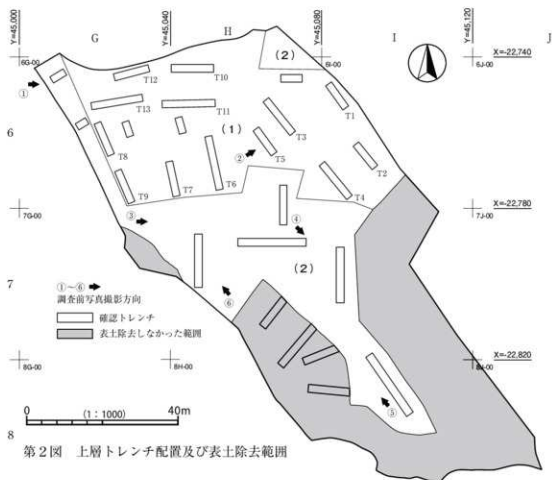 Y=45,000
Y=45,040
Y=45,080
Y=45,120
G
H
I
J
6G-00
6I-00
6J-00
X=-22,740
(2)
①
T12
T10
T13
T11
T1
6
(1)
T3
T8
②
T5
T2
T9
T7
T6
T4
7G-00
③
④
7J-00
X=-22,780
7
(2)
①～⑥
調査前写真撮影方向
⑥
確認トレンチ
表土除去しなかった範囲
8G-00
8H-00
X=-22,820
⑤
0
(1：1000)
40m
8
第2図 上層トレンチ配置及び表土除去範囲